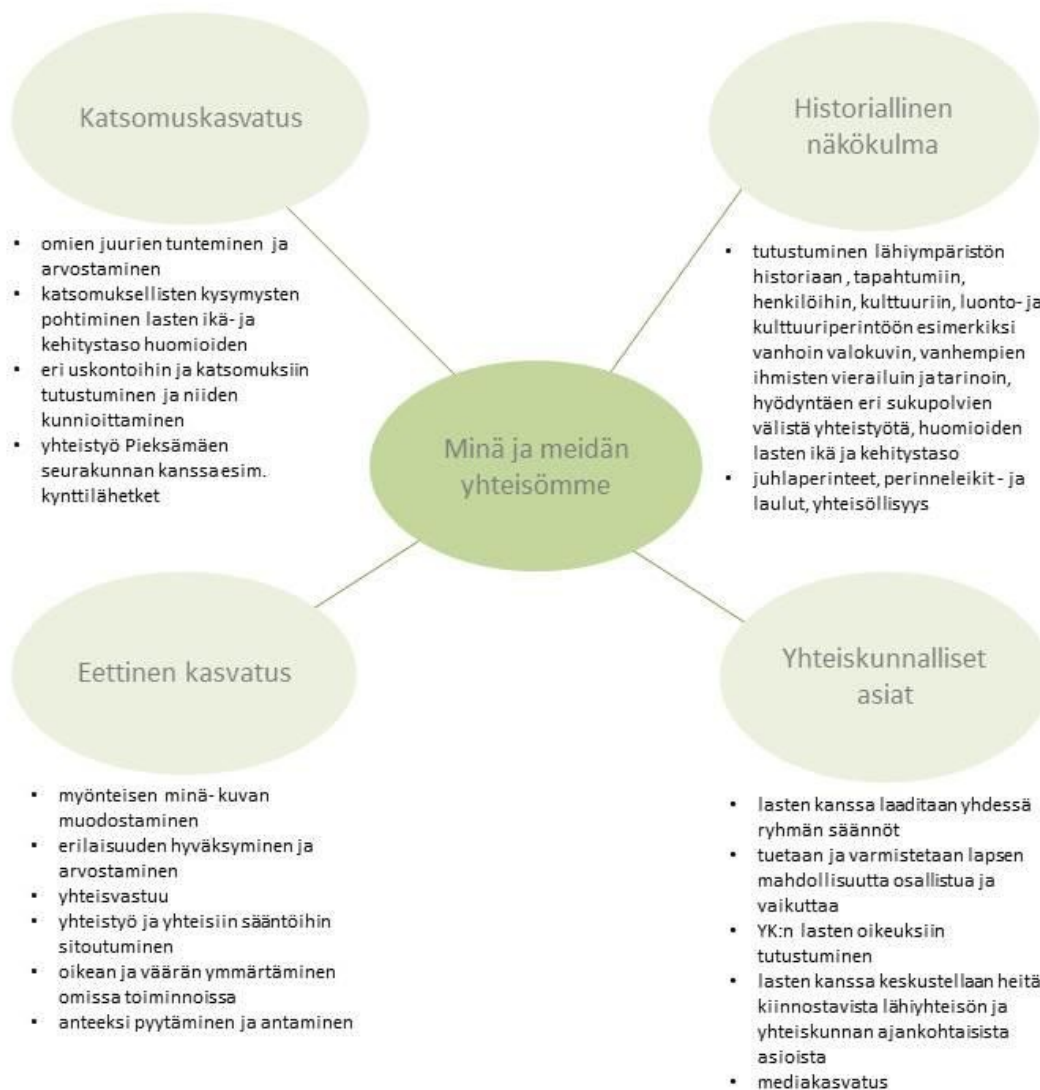 Katsomuskasvatus
• omien juurien tunteminen ja
arvostaminen
• katsomuksellisten kysymysten
pohtiminen lasten ikä- ja
kehitystaso huomioiden
• eri uskontoihin ja katsomuksiin
tutustuminen ja niiden
kunnioittaminen
• yhteistyö Pieksämäen
seurakunnan kanssa esim.
kynttilähetket
Historiallinen
näkökulma
• tutustuminen lähiympäristön
historiaan , tapahtumiin,
henkilöihin, kulttuuriin, luonto- ja
kulttuuriperintöön esimerkiksi
vanhoin valokuvin, vanhempien
ihmisten vierailuin ja tarinoin,
hyödyntäen eri sukupolvien
välistä yhteistyötä, huomioiden
lasten ikä ja kehitystaso
• juhlaperinteet, perinneleikit - ja
laulut, yhteisöllisyys
Minä ja meidän
yhteisömme
Eettinen kasvatus
• myönteisen minä- kuvan
muodostaminen
• erilaisuuden hyväksyminen ja
arvostaminen
• yhteisvastuu
• yhteistyö ja yhteisiin sääntöihin
sitoutuminen
• oikean ja väärän ymmärtäminen
omissa toiminnoissa
• anteeksi pyytäminen ja antaminen
Yhteiskunnalliset
asiat
• lasten kanssa laaditaan yhdessä
ryhmän säännöt
• tuetaan ja varmistetaan lapsen
mahdollisuutta osallistua ja
vaikuttaa
• YK:n lasten oikeuksiin
tutustuminen
• lasten kanssa keskustellaan heitä
kiinnostavista lähiyhteisön ja
yhteiskunnan ajankohtaisista
asioista
• mediakasvatus